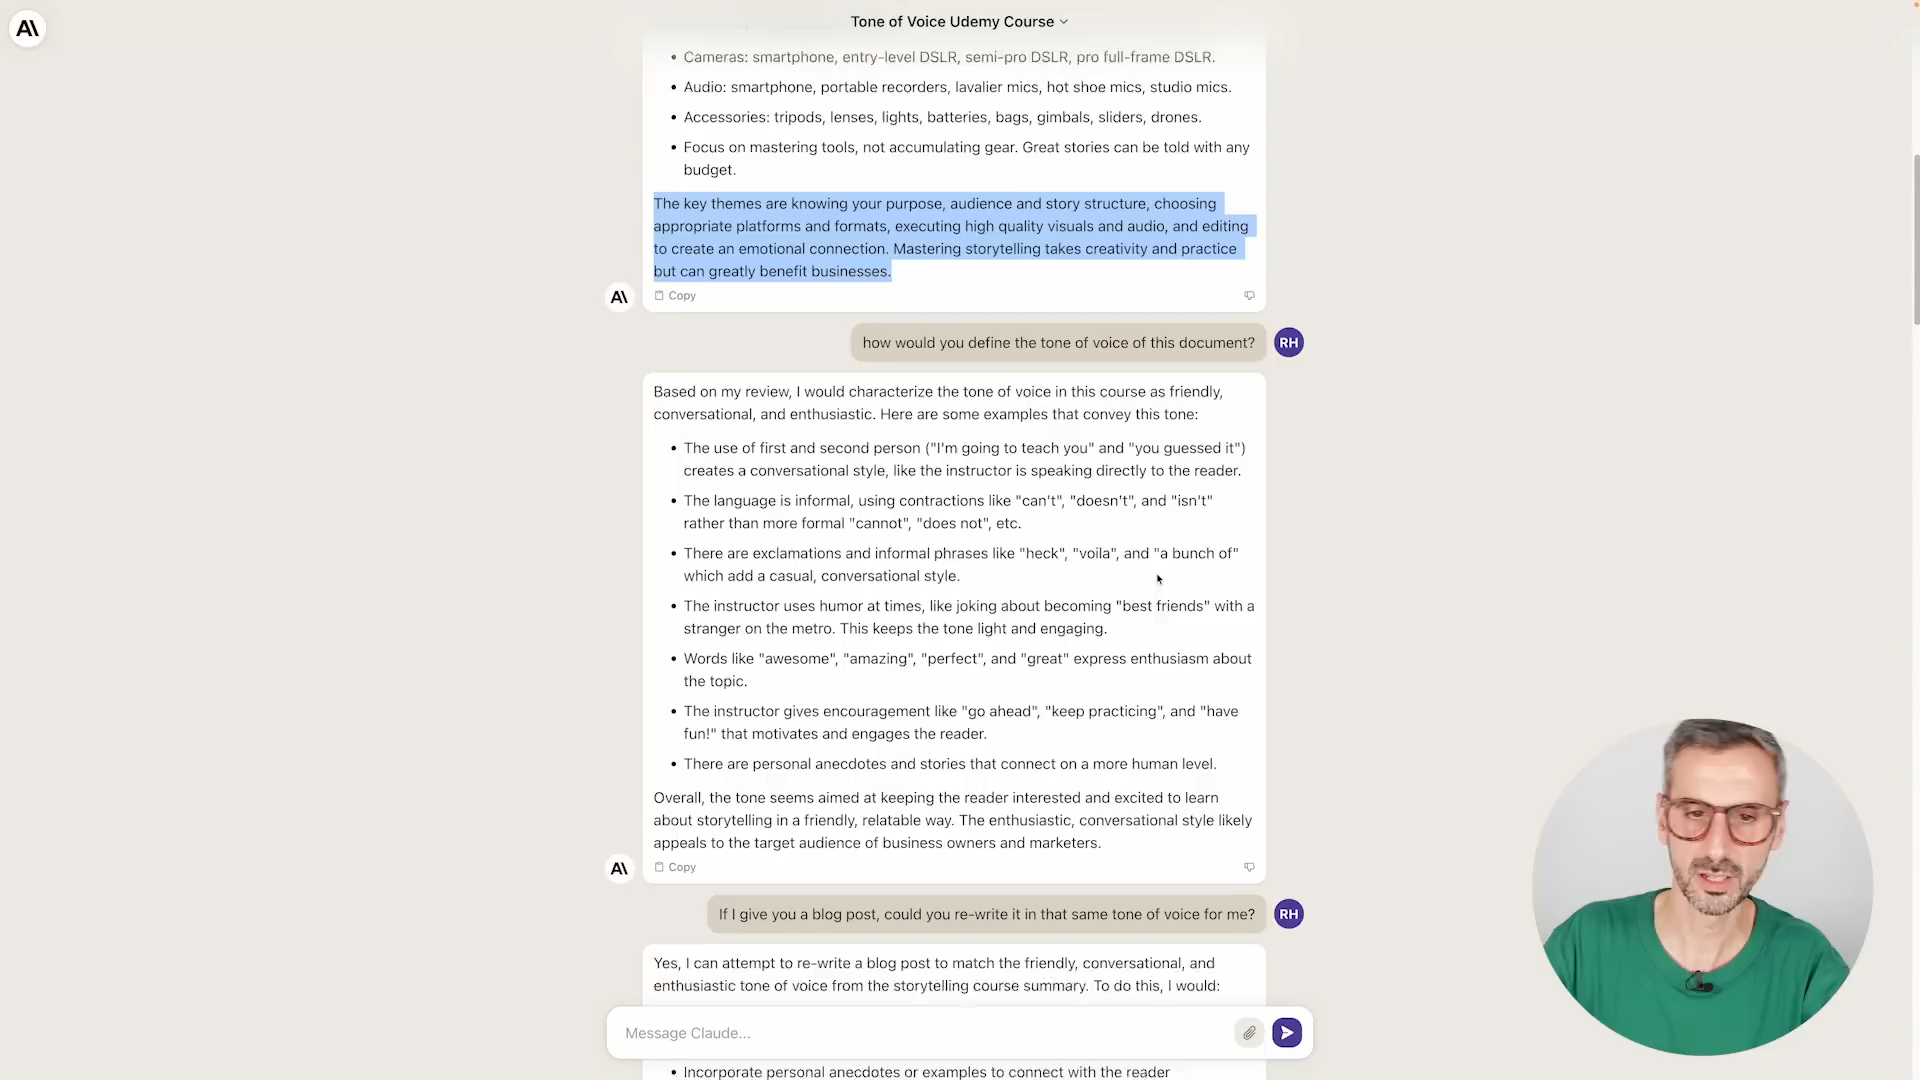 Tone of Voice Udemy Course
• Cameras: smartphone, entry-level DSLR, semi-pro DSLR, pro full-frame DSLR.
• Audio: smartphone, portable recorders, lavalier mics, hot shoe mics, studio mics.
• Accessories: tripods, lenses, lights, batteries, bags, gimbals, sliders, drones.
• Focus on mastering tools, not accumulating gear. Great stories can be told with any
budget.
The key themes are knowing your purpose, audience and story structure, choosing
appropriate platforms and formats, executing high quality visuals and audio, and editing
to create an emotional connection. Mastering storytelling takes creativity and practice
but can greatly benefit businesses.
Copy
how would you define the tone of voice of this document?
RH
Based on my review, I would characterize the tone of voice in this course as friendly,
conversational, and enthusiastic. Here are some examples that convey this tone:
• The use of first and second person ("I'm going to teach you" and "you guessed it")
creates a conversational style, like the instructor is speaking directly to the reader.
• The language is informal, using contractions like "can't", "doesn't", and "isn't"
rather than more formal "cannot", "does not", etc.
• There are exclamations and informal phrases like "heck", "voila", and "a bunch of"
which add a casual, conversational style.
• The instructor uses humor at times, like joking about becoming "best friends" with a
stranger on the metro. This keeps the tone light and engaging.
• Words like "awesome", "amazing", "perfect", and "great" express enthusiasm about
the topic.
• The instructor gives encouragement like "go ahead", "keep practicing", and "have
fun!" that motivates and engages the reader.
• There are personal anecdotes and stories that connect on a more human level.
Overall, the tone seems aimed at keeping the reader interested and excited to learn
about storytelling in a friendly, relatable way. The enthusiastic, conversational style likely
appeals to the target audience of business owners and marketers.
Copy
If I give you a blog post, could you re-write it in that same tone of voice for me?
RH
Yes, I can attempt to re-write a blog post to match the friendly, conversational, and
enthusiastic tone of voice from the storytelling course summary. To do this, I would:
Message Claude...
• Incorporate personal anecdotes or examples to connect with the reader